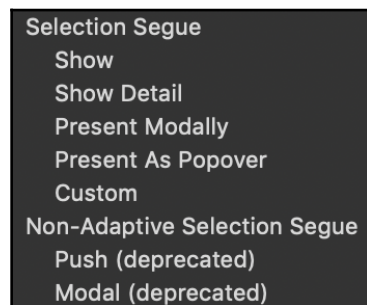 Selection Segue
Show
Show Detail
Present Modally
Present As Popover
Custom
Non-Adaptive Selection Segue
Push (deprecated)
Modal (deprecated)